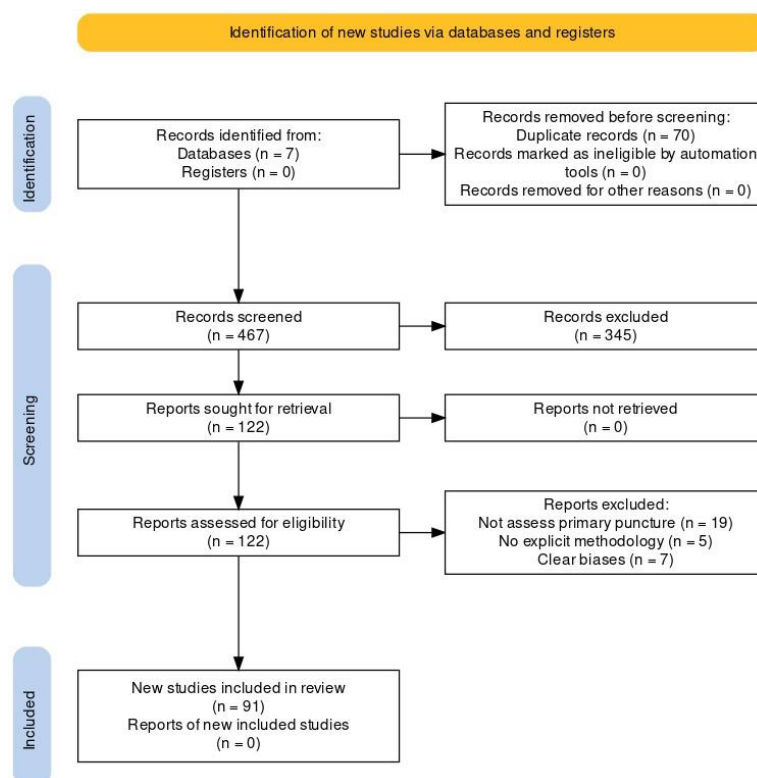 Identification of new studies via databases and registers
Identification
Records identified from:
Databases (n = 7)
Registers (n = 0)
Records removed before screening:
Duplicate records (n = 70)
Records marked as ineligible by automation
tools (n = 0)
Records removed for other reasons (n = 0)
Screening
Records screened
(n = 467)
Records excluded
(n = 345)
Reports sought for retrieval
(n = 122)
Reports not retrieved
(n = 0)
Reports assessed for eligibility
(n = 122)
Reports excluded:
Not assess primary puncture (n = 19)
No explicit methodology (n = 5)
Clear biases (n = 7)
Included
New studies included in review
(n = 91)
Reports of new included studies
(n = 0)